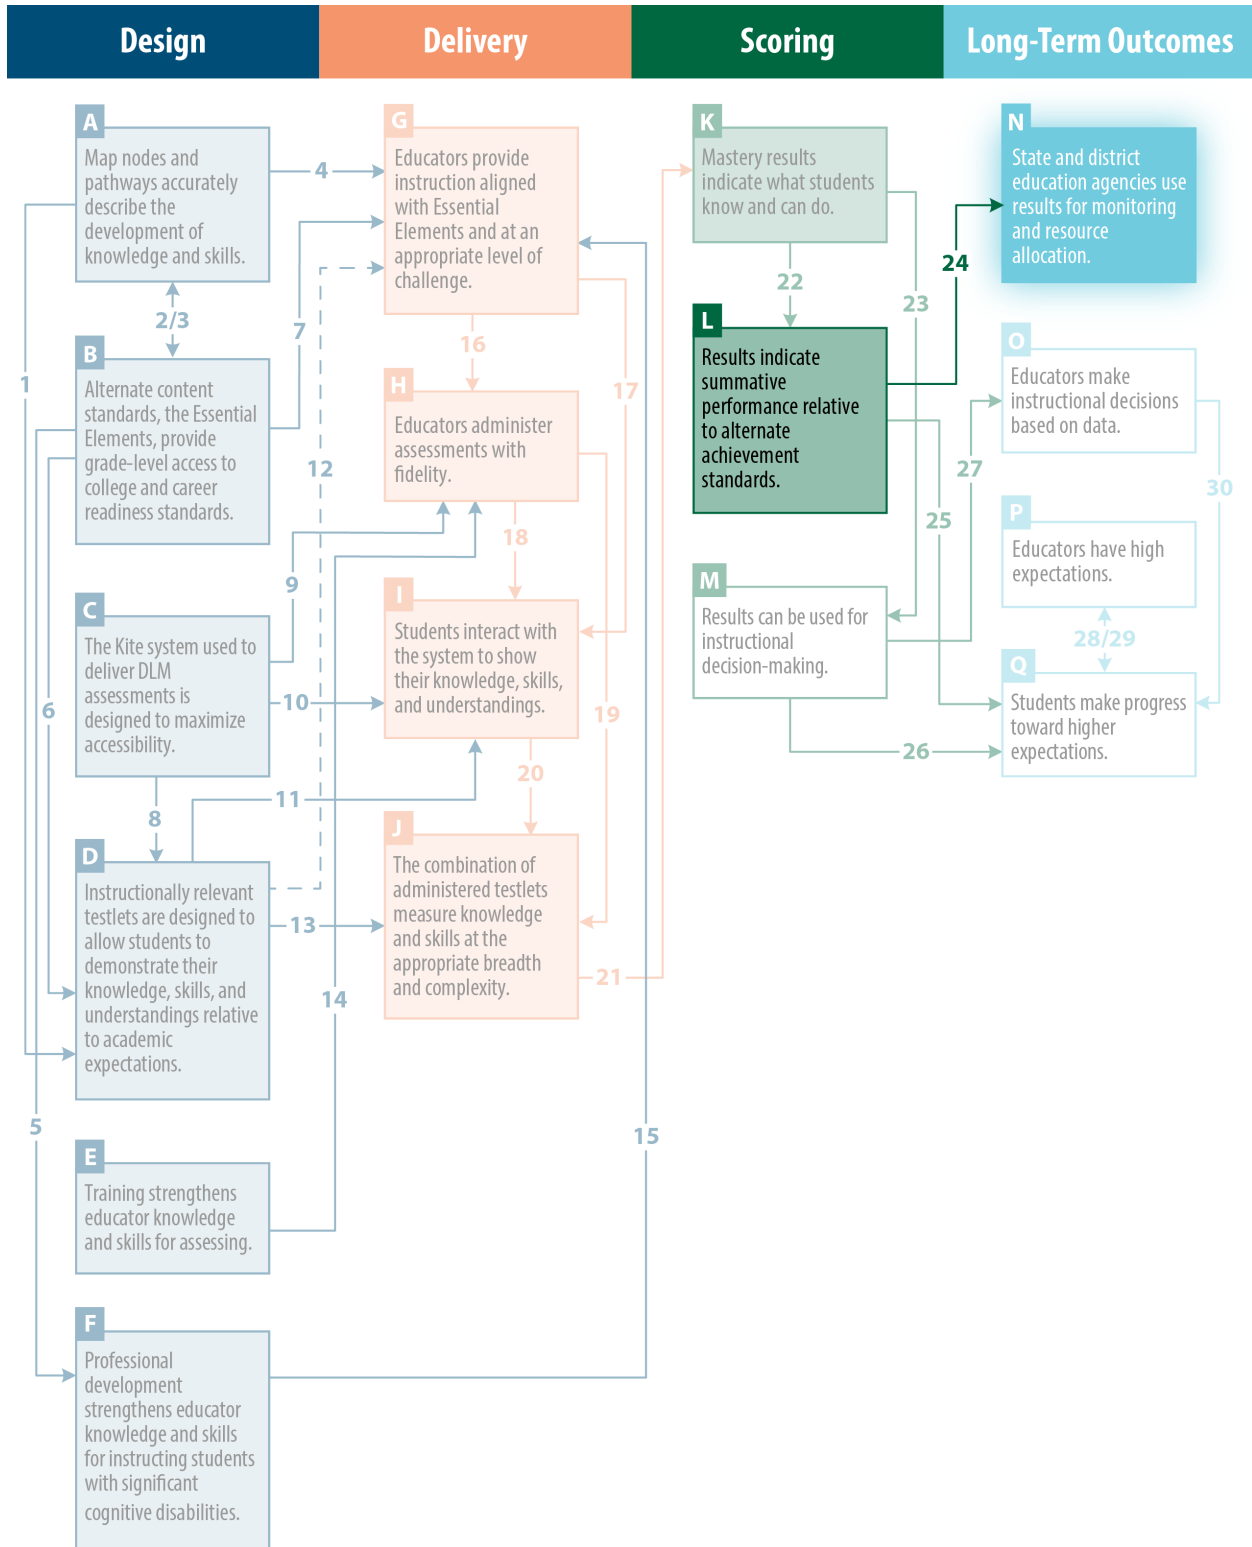 Design
Delivery
Scoring
Long-Term Outcomes
A
Map nodes and
pathways accurately
describe the
development of
knowledge and skills.
2/3
B
Alternate content
standards, the Essential
Elements, provide
grade-level access to
college and career
readiness standards.
1
C
The Kite system used to
deliver DLM
assessments is
designed to maximize
accessibility.
6
8
D
Instructionally relevant
testlets are designed to
allow students to
demonstrate their
knowledge, skills, and
understandings relative
to academic
expectations.
5
E
Training strengthens
educator knowledge
and skills for assessing.
F
Professional
development
strengthens educator
knowledge and skills
for instructing students
with significant
cognitive disabilities.
4
7
12
9
10
11
13
14
G
Educators provide
instruction aligned
with Essential
Elements and at an
appropriate level of
challenge.
16
17
H
Educators administer
assessments with
fidelity.
18
I
Students interact with
the system to show
their knowledge, skills,
and understandings.
19
20
J
The combination of
administered testlets
measure knowledge
and skills at the
appropriate breadth
and complexity.
21
15
K
Mastery results
indicate what students
know and can do.
22
23
24
L
Results indicate
summative
performance relative
to alternate
achievement
standards.
25
27
M
Results can be used for
instructional
decision-making.
26
N
State and district
education agencies use
results for monitoring
and resource
allocation.
O
Educators make
instructional decisions
based on data.
30
P
Educators have high
expectations.
28/29
Q
Students make progress
toward higher
expectations.